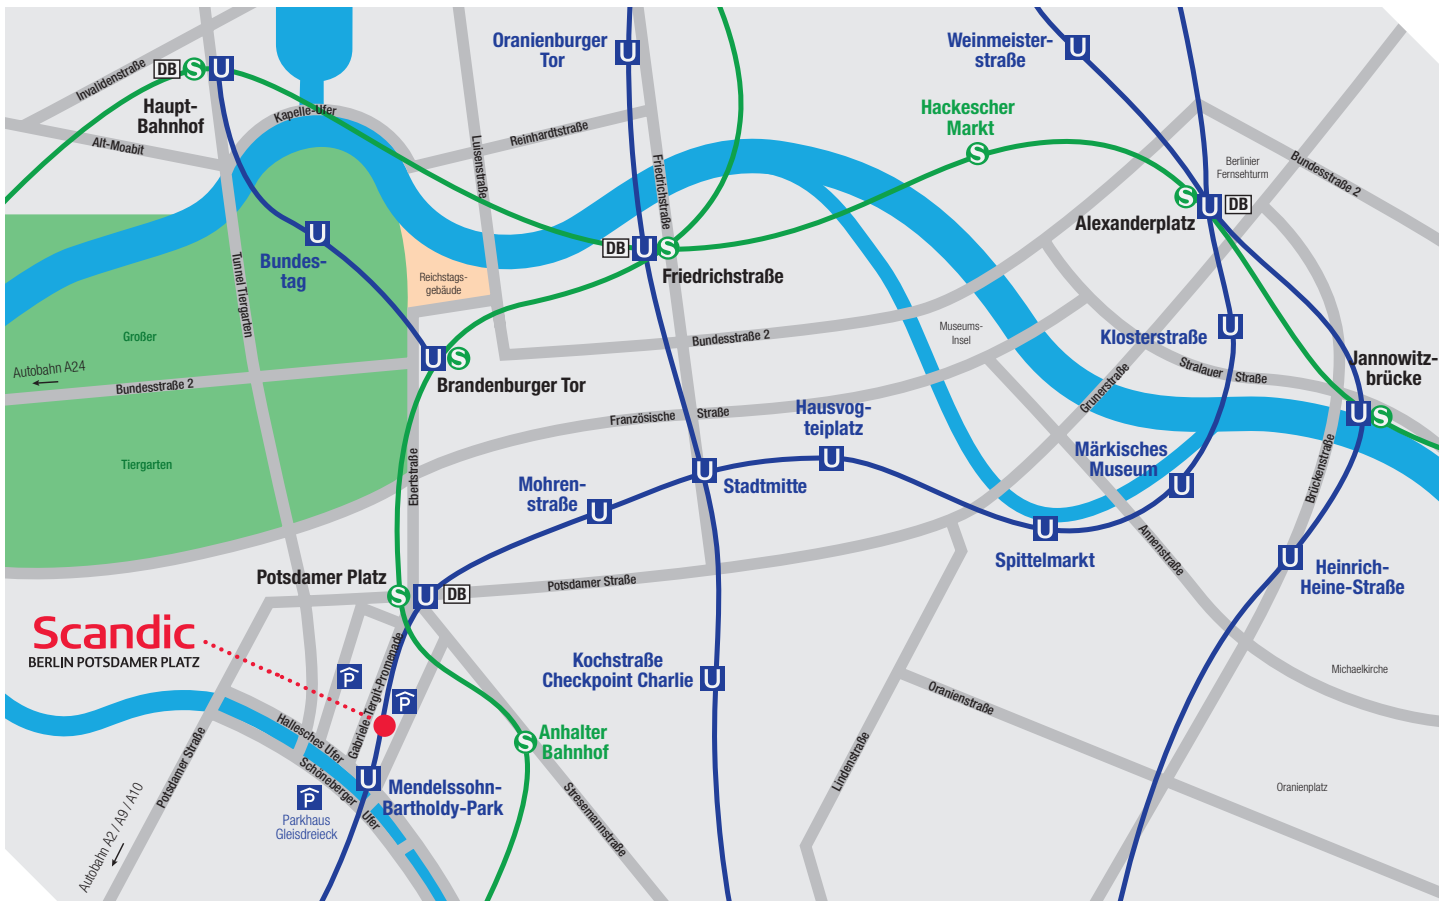 Oranienburger
Tor
Weinmeister-
straße
Invalidenstraße
DB
S
U
Haupt-
Bahnhof
Kapelle-Ufer
Alt-Moabit
Luisenstraße
Reinhardtstraße
U
Friedrichstraße
Hackescher
Markt
S
U
Berlinier
Fernsehturm
Bundesstraße 2
S
U
DB
Alexanderplatz
U
Bundes-
tag
Tunnel Tiergarten
Reichstags-
gebäude
DB
U
S
Friedrichstraße
Großer
Autobahn A24
Bundesstraße 2
Tiergarten
U
S
Brandenburger Tor
Bundesstraße 2
Museums-
Insel
Klosterstraße
U
Stralauer Straße
Jannowitz-
brücke
U
S
Grunerstraße
Französische Straße
Hausvog-
teiplatz
U
Ebertstraße
Mohren-
straße
U
U
Stadtmitte
Märkisches
Museum
U
Brückenstraße
U
Spittelmarkt
Annenstraße
U
Heinrich-
Heine-Straße
Potsdamer Platz
S
U
DB
Potsdamer Straße
Scandic
BERLIN POTSDAMER PLATZ
P
P
Gabriele-Tergit-Promenade
Kochstraße
Checkpoint Charlie
U
Michaelkirche
Oranienstraße
Hallesches Ufer
Schöneberger Ufer
Potsdamer Straße
S
Anhalter
Bahnhof
U
Mendelssohn-
Bartholdy-Park
Lindenstraße
Oranienplatz
P
Parkhaus
Gleisdreieck
Stresemannstraße
Autobahn A2 / A9 / A10